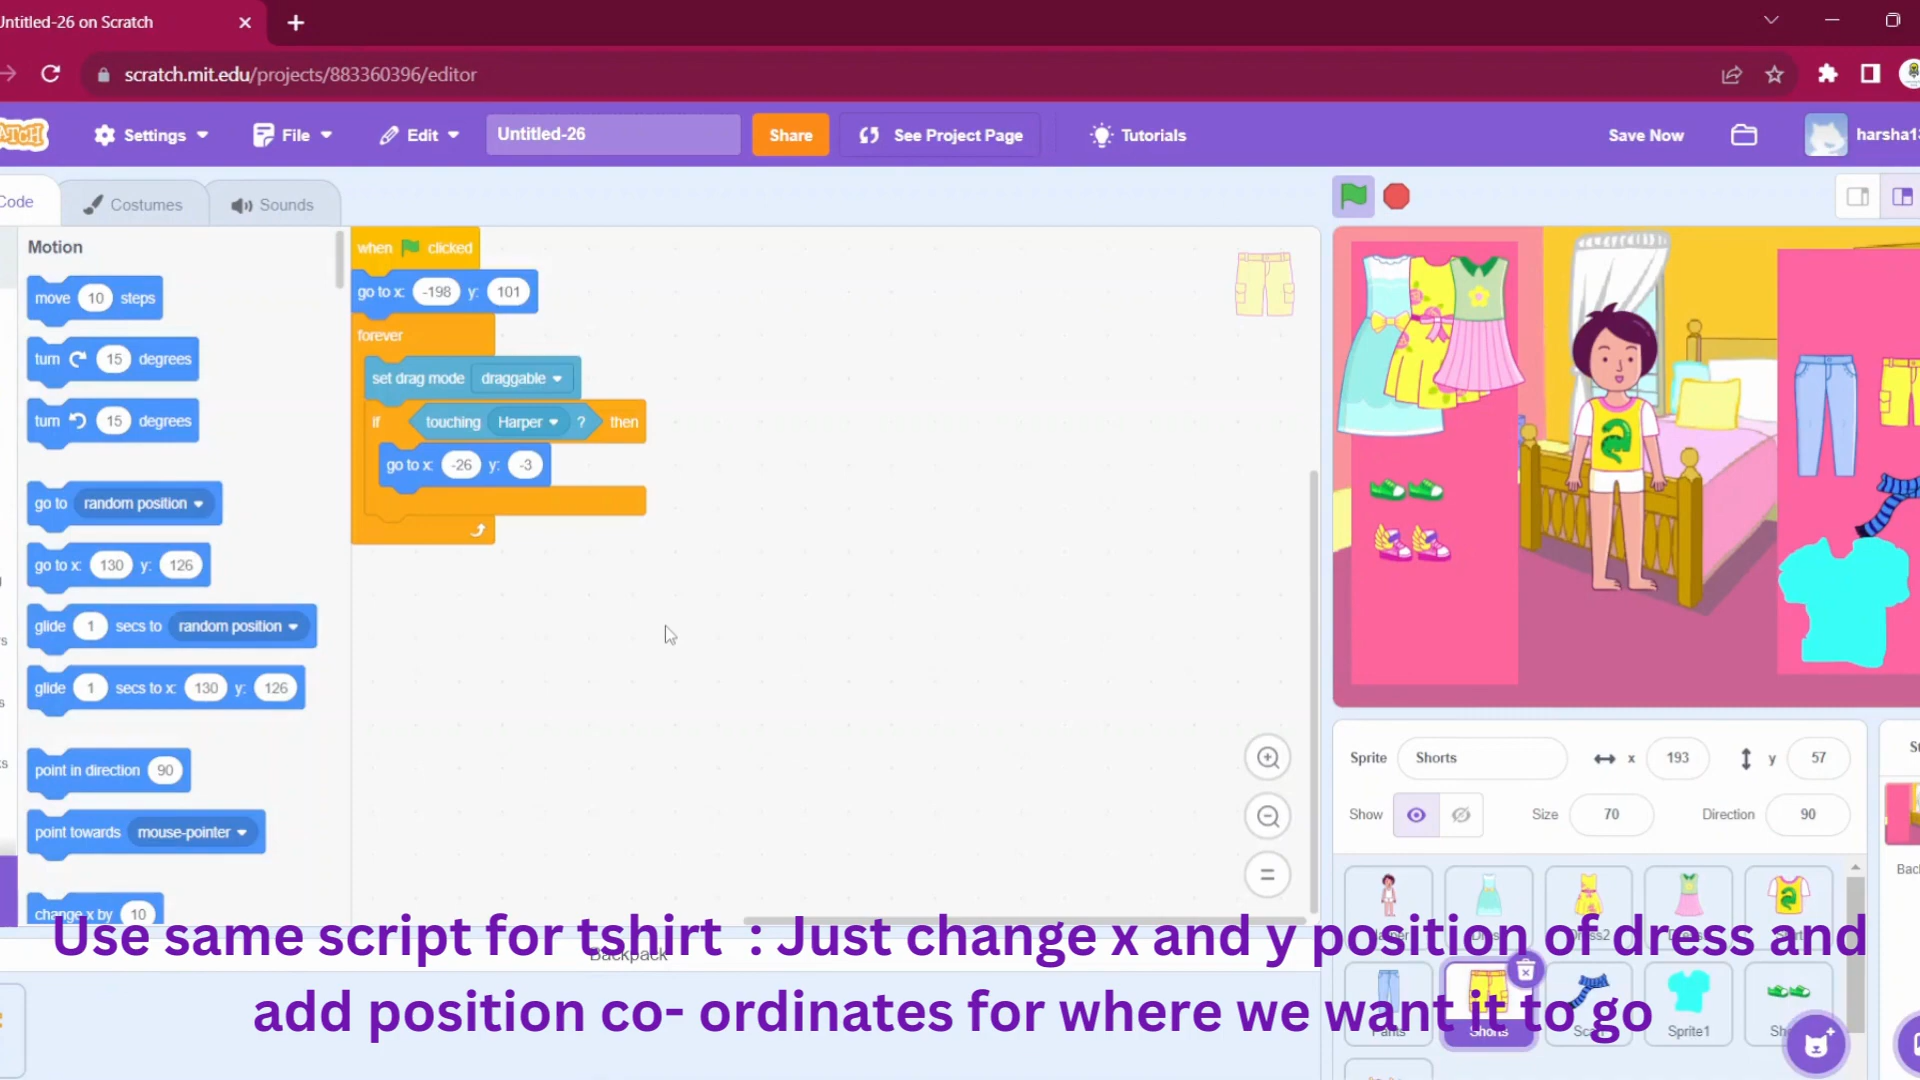 Untitled-26 on Scratch
scratch.mit.edu/projects/883360396/editor
Settings
File
Edit
Untitled-26
Share
See Project Page
Tutorials
Save Now
Code
Costumes
Sounds
Motion
move 10 steps
turn 15 degrees
turn 15 degrees
go to random position
go to x: 130 y: 126
glide 1 secs to random position
glide 1 secs to x: 130 y: 126
point in direction 90
point towards mouse-pointer
change x by 10
when clicked
go to x: -198 y: 101
forever
set drag mode draggable
if touching Harper ? then
go to x: -26 y: -3
Sprite Shorts x 193 y 57
Show Size 70 Direction 90
Backpack
Pants
Shorts
Sprite1
Use same script for tshirt : Just change x and y position of dress and
add position co- ordinates for where we want it to go